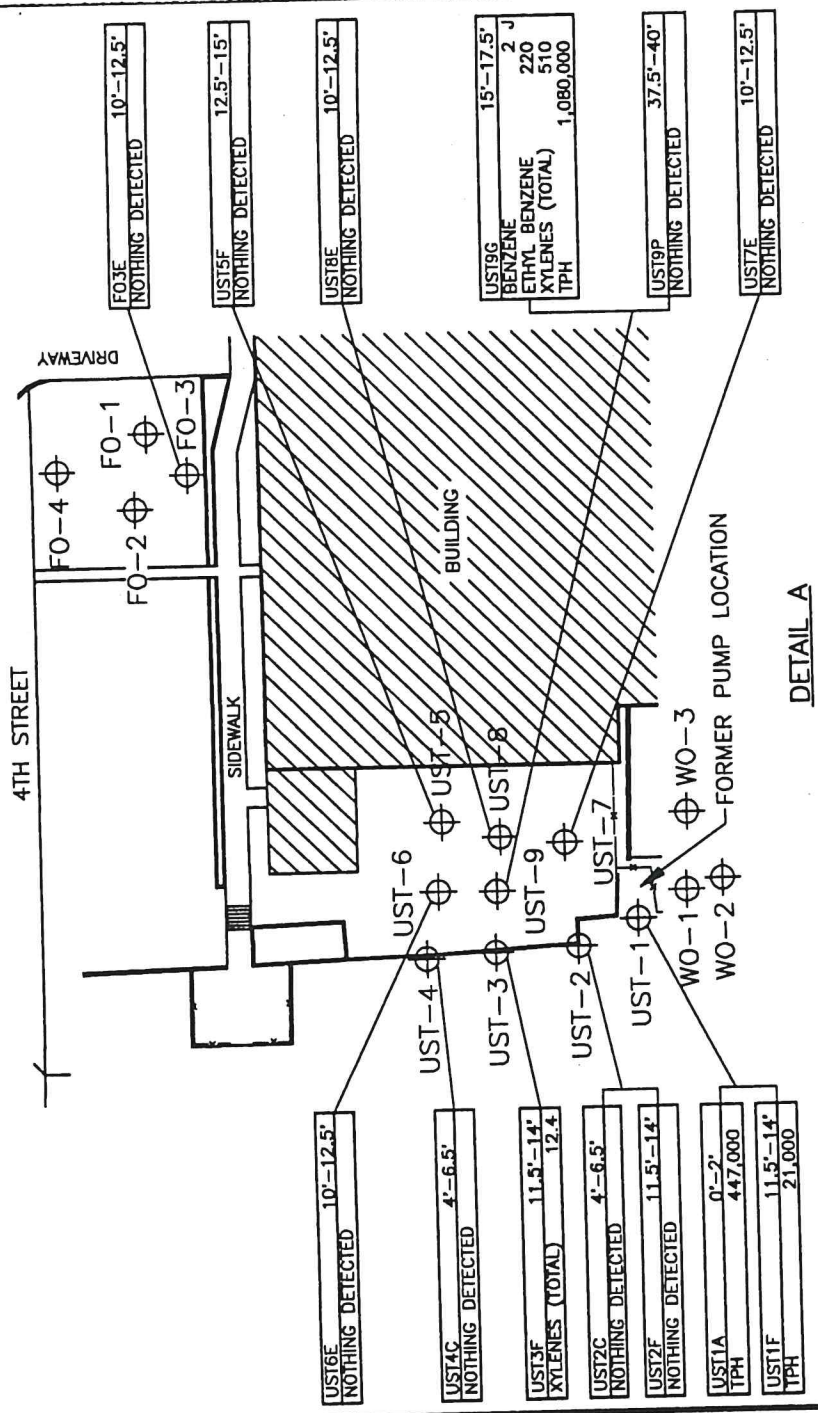 4TH STREET
DRIVEWAY
FO-4
FO-1
FO-2
FO-3
SIDEWALK
BUILDING
UST-5
UST-6
UST-8
UST-9
UST-7
UST-4
UST-3
UST-2
UST-1
WO-1
WO-2
WO-3
FORMER PUMP LOCATION
DETAIL A
FO3E 10'-12.5'
NOTHING DETECTED
UST5F 12.5'-15'
NOTHING DETECTED
UST8E 10'-12.5'
NOTHING DETECTED
UST9G 15'-17.5'
BENZENE 2 J
ETHYL BENZENE 220
XYLENES (TOTAL) 510
TPH 1,080,000
UST9P 37.5'-40'
NOTHING DETECTED
UST7E 10'-12.5'
NOTHING DETECTED
UST6E 10'-12.5'
NOTHING DETECTED
UST4C 4'-6.5'
NOTHING DETECTED
UST3F 11.5'-14'
XYLENES (TOTAL) 12.4
UST2C 4'-6.5'
NOTHING DETECTED
UST2F 11.5'-14'
NOTHING DETECTED
UST1A 0'-2'
TPH 447,000
UST1F 11.5'-14'
TPH 21,000